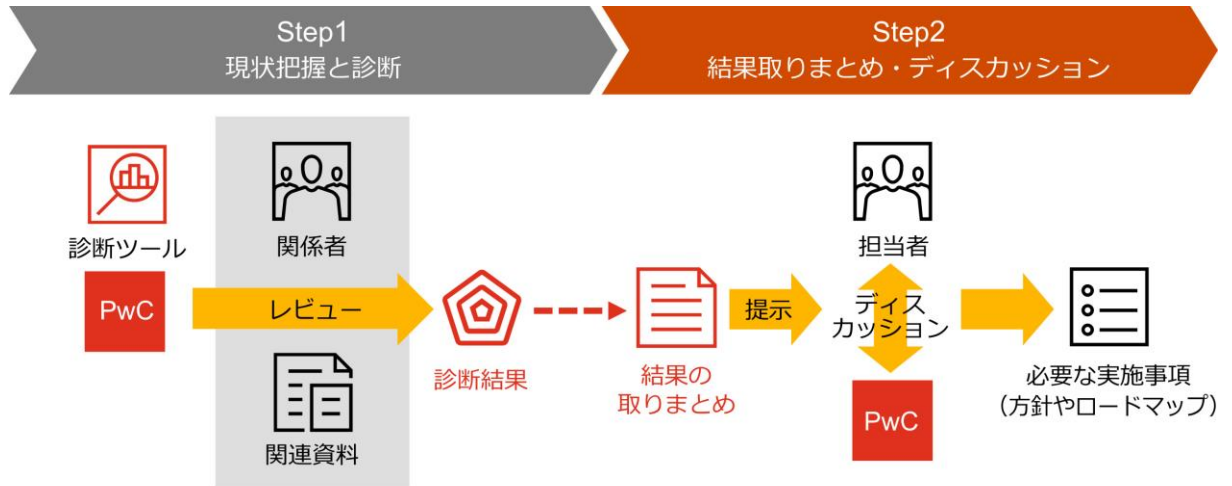 Step1
現状把握と診断
Step2
結果取りまとめ・ディスカッション
診断ツール
PwC
関係者
レビュー
関連資料
診断結果
結果の
取りまとめ
提示
担当者
ディス
カッション
PwC
必要な実施事項
（方針やロードマップ）